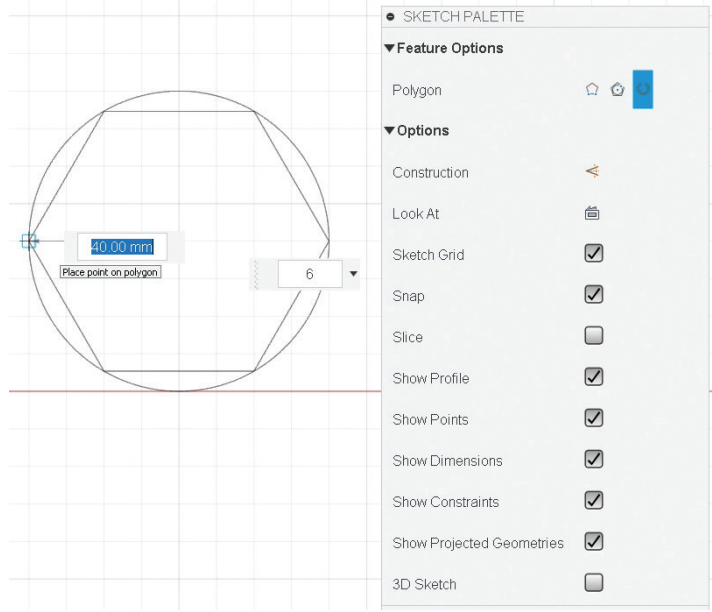 SKETCH PALETTE
Feature Options
Polygon
Options
Construction
Look At
Sketch Grid
Snap
Slice
Show Profile
Show Points
Show Dimensions
Show Constraints
Show Projected Geometries
3D Sketch
40.00 mm
Place point on polygon
6